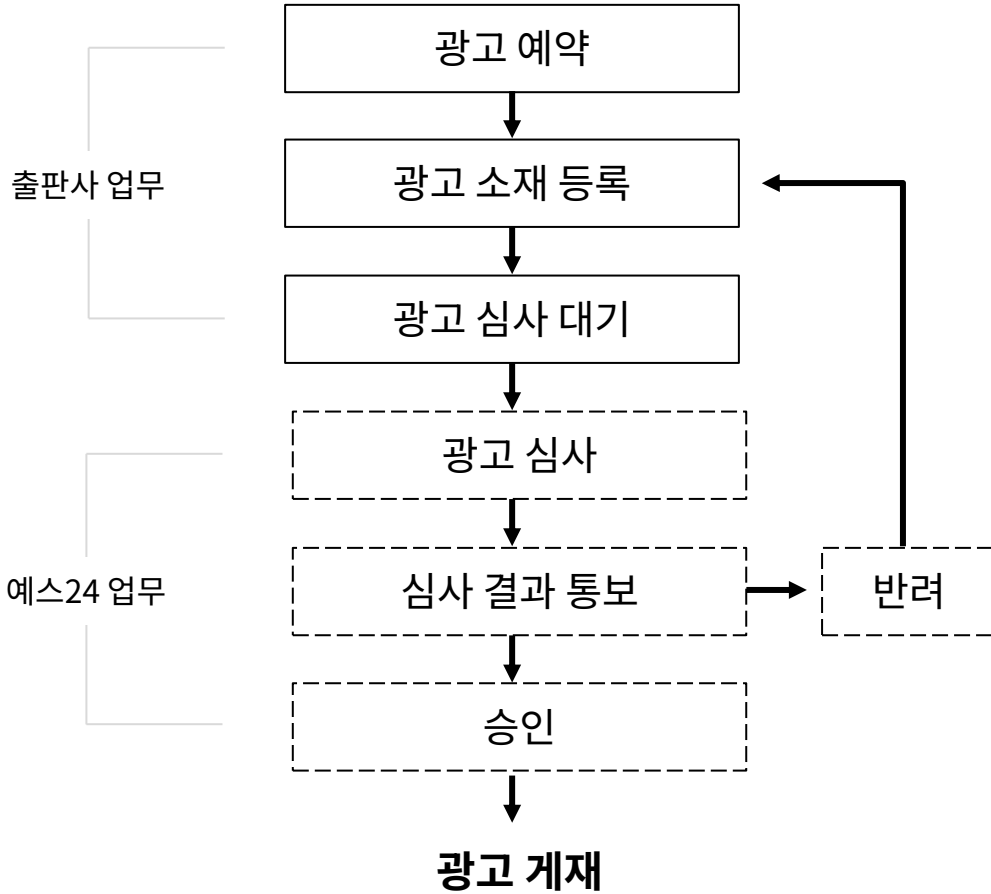 광고 예약
광고 소재 등록
출판사 업무
광고 심사 대기
광고 심사
심사 결과 통보
반려
예스24 업무
승인
광고 게재